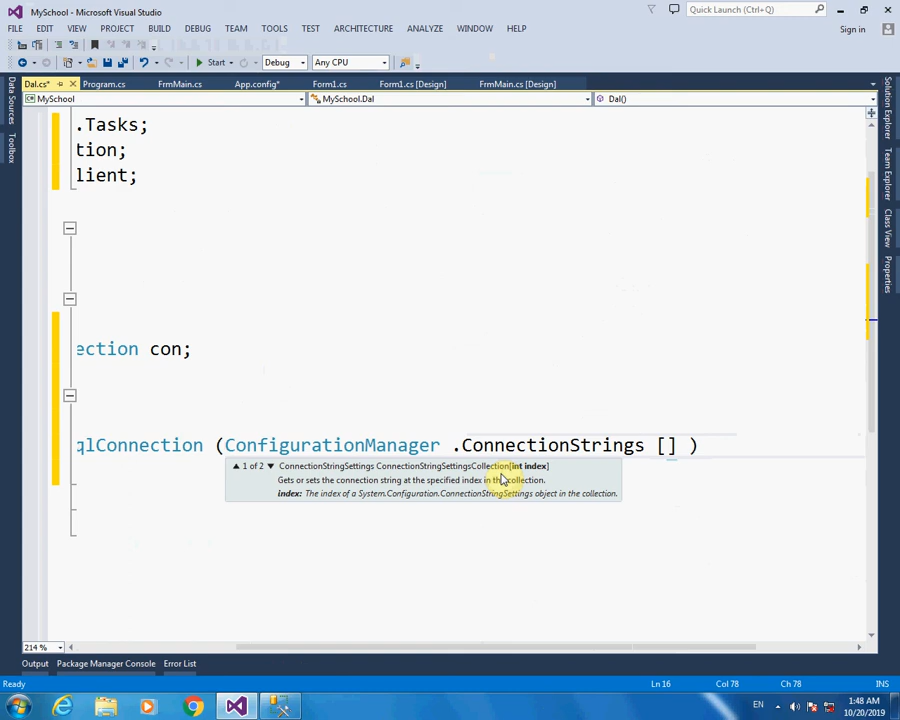 MySchool - Microsoft Visual Studio
Quick Launch (Ctrl+Q)
FILE EDIT VIEW PROJECT BUILD DEBUG TEAM TOOLS TEST ARCHITECTURE ANALYZE WINDOW HELP
Sign in
Start Debug Any CPU
Dal.cs* Program.cs FrmMain.cs App.config* Form1.cs Form1.cs [Design] FrmMain.cs [Design]
MySchool MySchool.Dal Dal()
Data Sources
Toolbox
Solution Explorer
Team Explorer
Class View
Properties
.Tasks;
tion;
lient;
ection con;
qlConnection (ConfigurationManager .ConnectionStrings [] )
1 of 2 ConnectionStringSettings ConnectionStringSettingsCollection[int index]
Gets or sets the connection string at the specified index in the collection.
index: The index of a System.Configuration.ConnectionStringSettings object in the collection.
214 %
Output Package Manager Console Error List
Ready Ln 16 Col 78 Ch 78 INS
EN 1:48 AM
10/20/2019